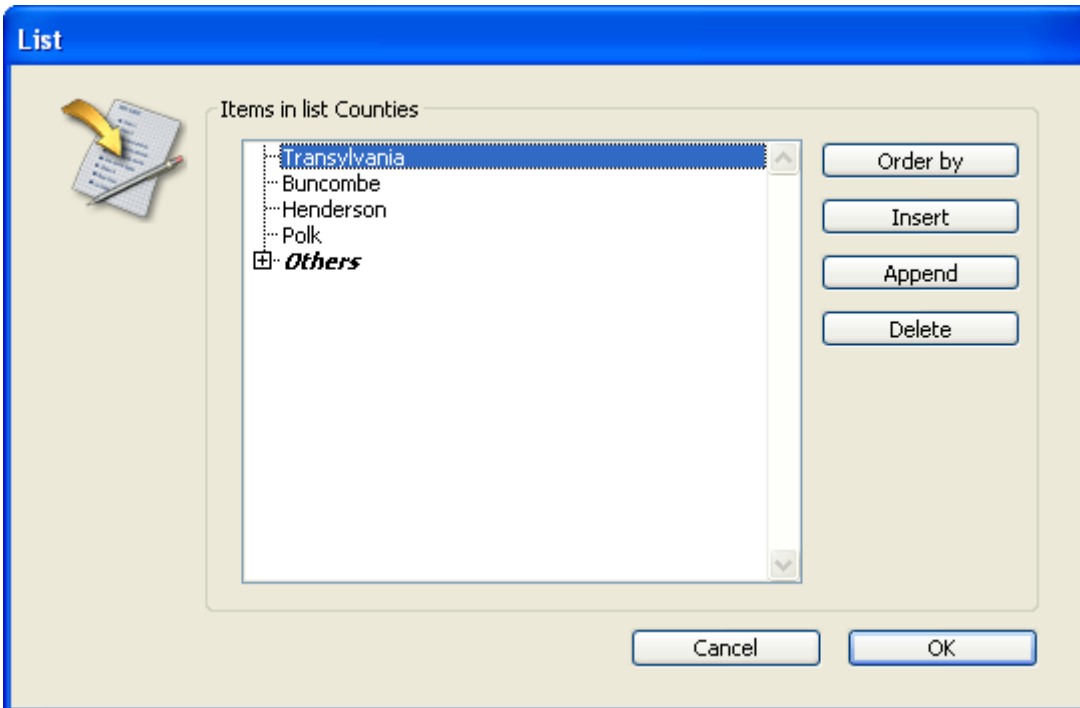 List
Items in list Counties
Transylvania
Buncombe
Henderson
Polk
Others
Order by
Insert
Append
Delete
Cancel
OK